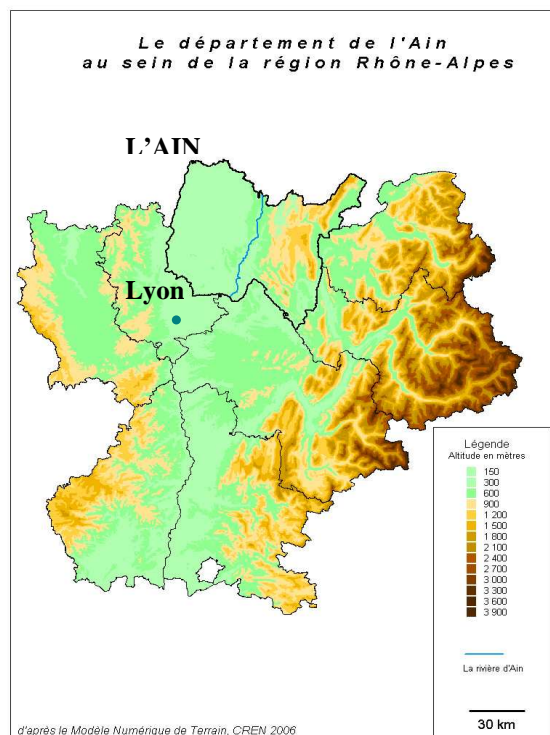 Le département de l'Ain
au sein de la région Rhône-Alpes
L'AIN
Lyon
Légende
Altitude en mètres
150
300
600
900
1 200
1 500
1 800
2 100
2 400
2 700
3 000
3 300
3 600
3 900
La rivière d'Ain
30 km
d'après le Modèle Numérique de Terrain, CREN 2006